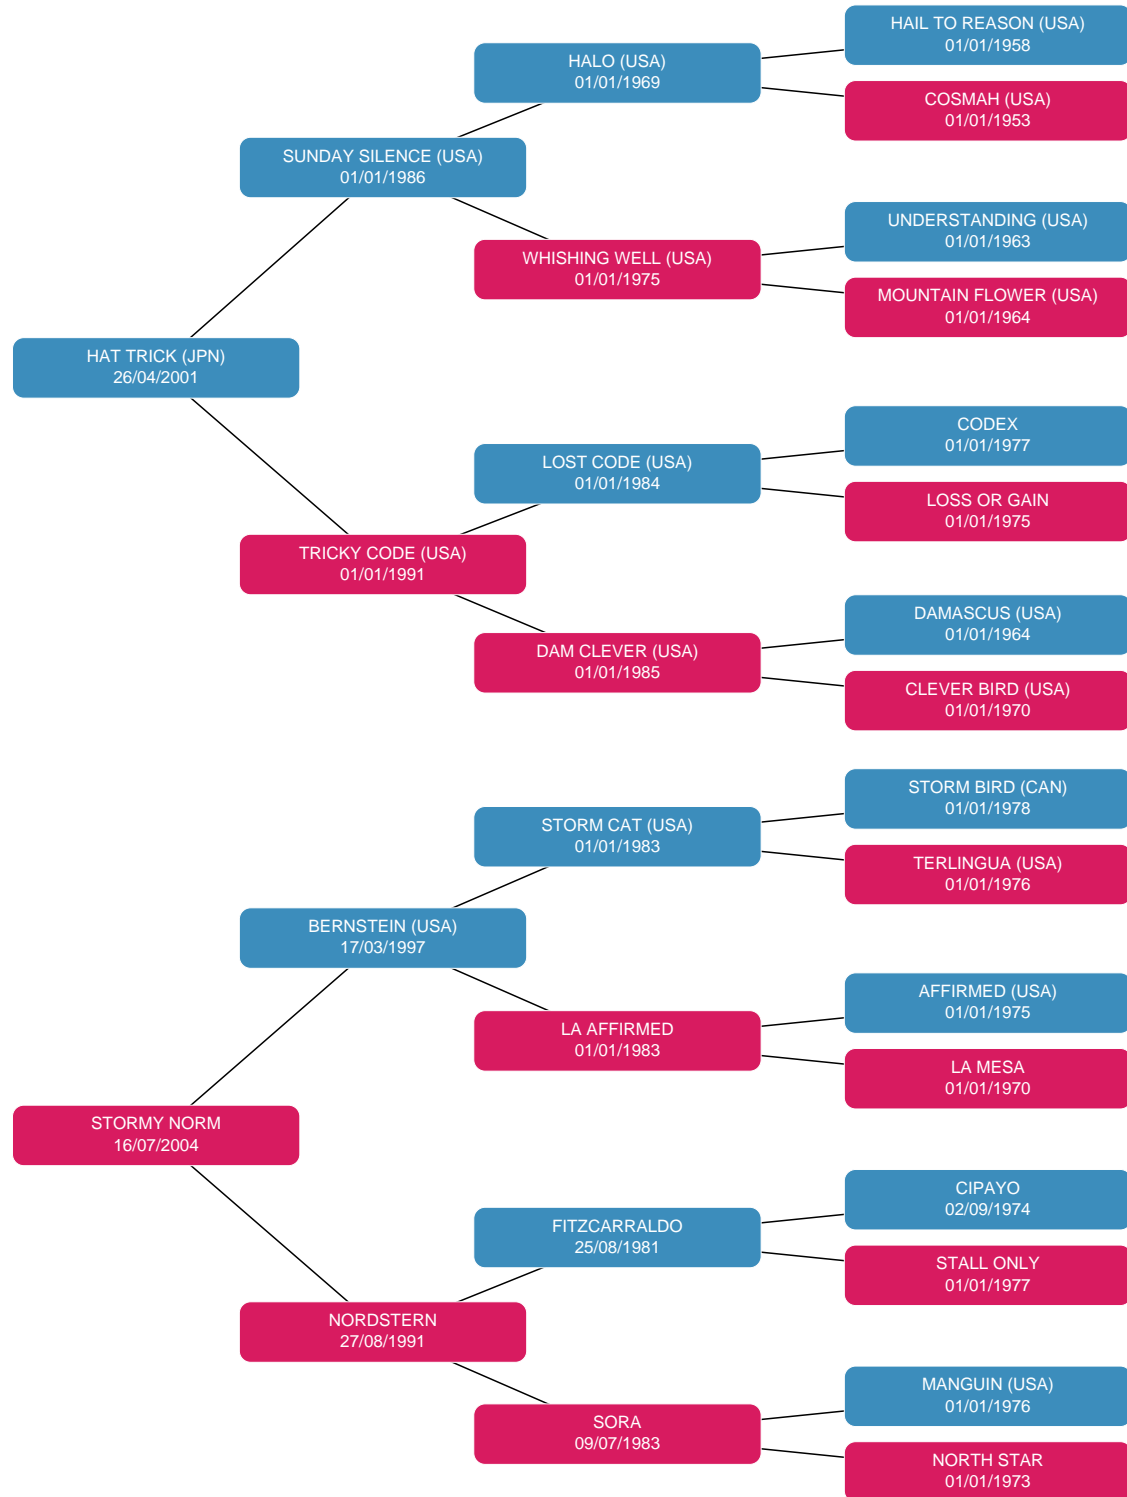 HAIL TO REASON (USA)
01/01/1958
HALO (USA)
01/01/1969
COSMAH (USA)
01/01/1953
SUNDAY SILENCE (USA)
01/01/1986
UNDERSTANDING (USA)
01/01/1963
WHISHING WELL (USA)
01/01/1975
MOUNTAIN FLOWER (USA)
01/01/1964
HAT TRICK (JPN)
26/04/2001
CODEX
01/01/1977
LOST CODE (USA)
01/01/1984
LOSS OR GAIN
01/01/1975
TRICKY CODE (USA)
01/01/1991
DAMASCUS (USA)
01/01/1964
DAM CLEVER (USA)
01/01/1985
CLEVER BIRD (USA)
01/01/1970
STORM BIRD (CAN)
01/01/1978
STORM CAT (USA)
01/01/1983
TERLINGUA (USA)
01/01/1976
BERNSTEIN (USA)
17/03/1997
AFFIRMED (USA)
01/01/1975
LA AFFIRMED
01/01/1983
LA MESA
01/01/1970
STORMY NORM
16/07/2004
CIPAYO
02/09/1974
FITZCARRALDO
25/08/1981
STALL ONLY
01/01/1977
NORDSTERN
27/08/1991
MANGUIN (USA)
01/01/1976
SORA
09/07/1983
NORTH STAR
01/01/1973